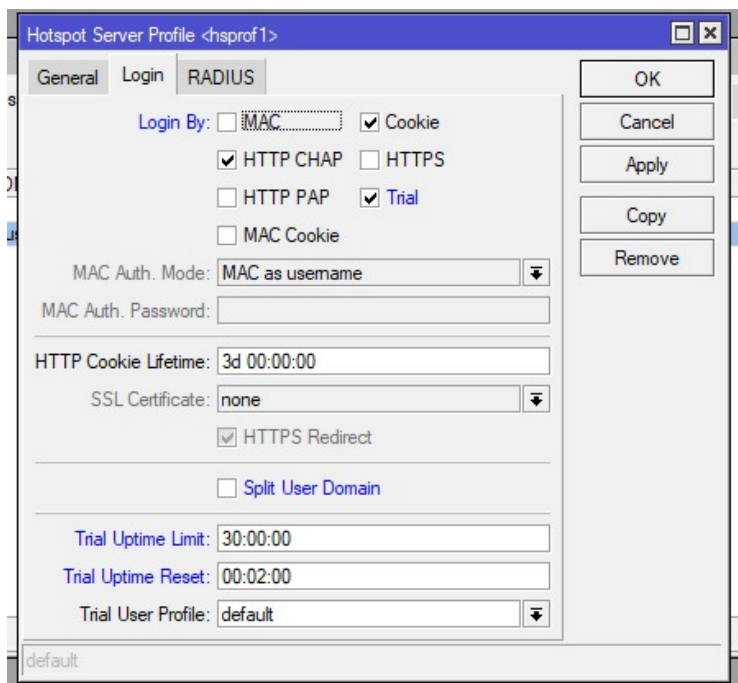 Hotspot Server Profile <hsprof1>
General Login RADIUS
OK
Login By: MAC Cookie
Cancel
HTTP CHAP HTTPS
Apply
HTTP PAP Trial
Copy
MAC Cookie
Remove
MAC Auth. Mode: MAC as username
MAC Auth. Password:
HTTP Cookie Lifetime: 3d 00:00:00
SSL Certificate: none
HTTPS Redirect
Split User Domain
Trial Uptime Limit: 30:00:00
Trial Uptime Reset: 00:02:00
Trial User Profile: default
default